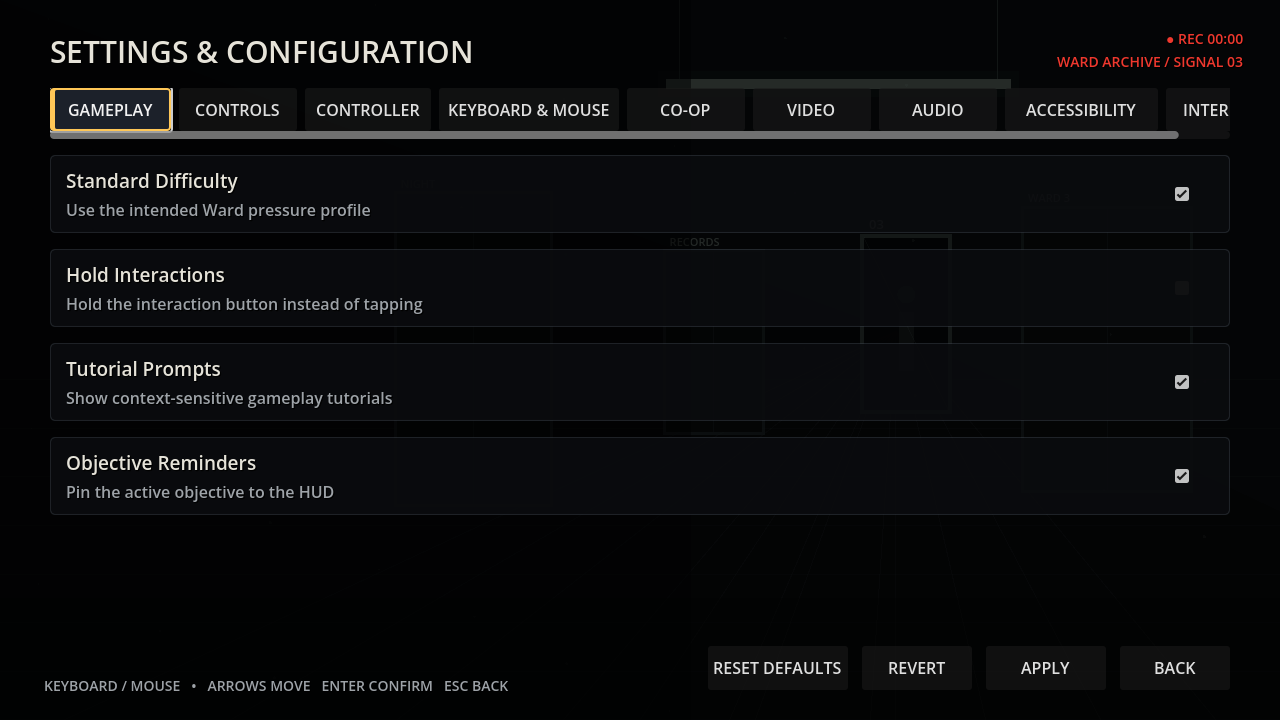 SETTINGS & CONFIGURATION
● REC 00:00
WARD ARCHIVE / SIGNAL 03
GAMEPLAY
CONTROLS
CONTROLLER
KEYBOARD & MOUSE
CO-OP
VIDEO
AUDIO
ACCESSIBILITY
INTER
Standard Difficulty
Use the intended Ward pressure profile
RECORDS
Hold Interactions
Hold the interaction button instead of tapping
Tutorial Prompts
Show context-sensitive gameplay tutorials
Objective Reminders
Pin the active objective to the HUD
RESET DEFAULTS
REVERT
APPLY
BACK
KEYBOARD / MOUSE • ARROWS MOVE ENTER CONFIRM ESC BACK